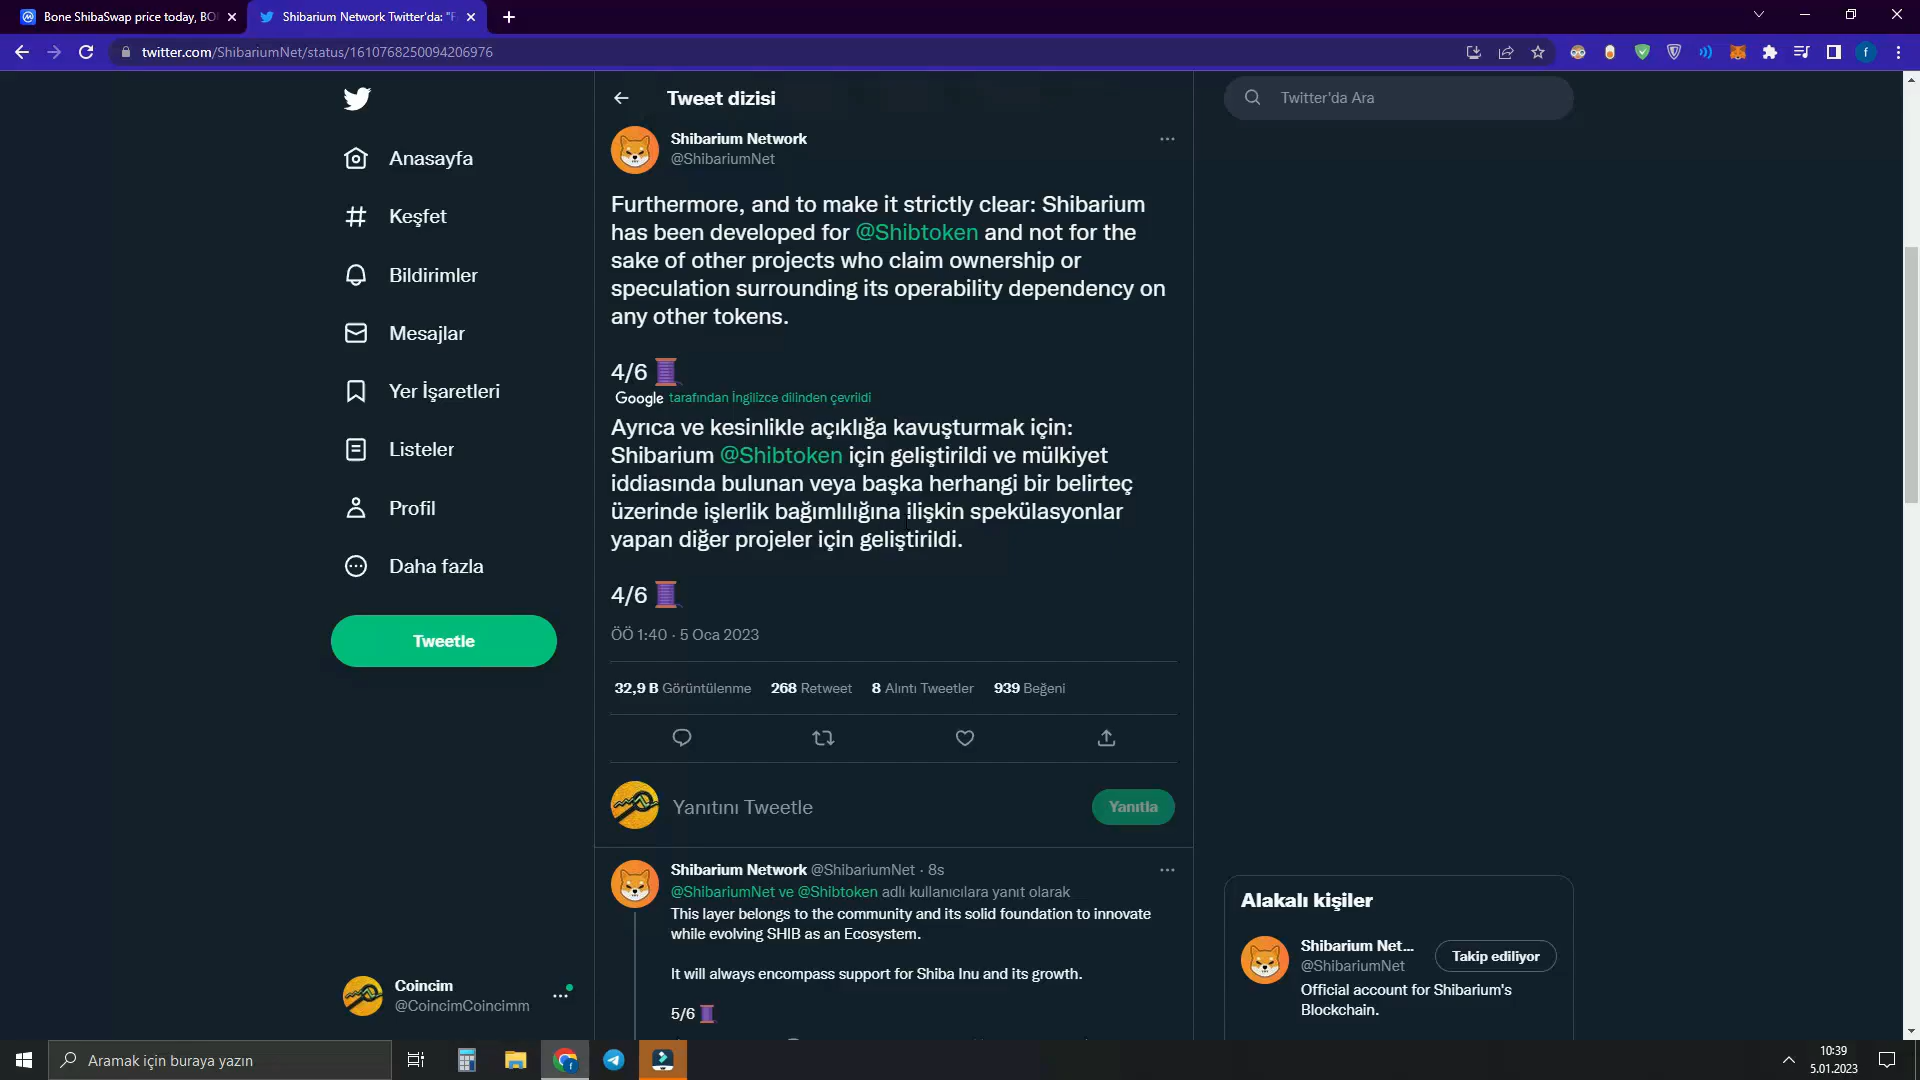 Bone ShibaSwap price today, BO
Shibarium Network Twitter'da: "F
twitter.com/ShibariumNet/status/1610768250094206976
f
Tweet dizisi
Twitter'da Ara
Shibarium Network
@ShibariumNet
Anasayfa
Keşfet
Bildirimler
Mesajlar
Yer İşaretleri
Listeler
Profil
Daha fazla
Tweetle
Furthermore, and to make it strictly clear: Shibarium
has been developed for @Shibtoken and not for the
sake of other projects who claim ownership or
speculation surrounding its operability dependency on
any other tokens.
4/6
Google tarafından İngilizce dilinden çevrildi
Ayrıca ve kesinlikle açıklığa kavuşturmak için:
Shibarium @Shibtoken için geliştirildi ve mülkiyet
iddiasında bulunan veya başka herhangi bir belirteç
üzerinde işlerlik bağımlılığına ilişkin spekülasyonlar
yapan diğer projeler için geliştirildi.
4/6
ÖÖ 1:40 · 5 Oca 2023
32,9 B Görüntülenme 268 Retweet 8 Alıntı Tweetler 939 Beğeni
Yanıtını Tweetle
Yanıtla
Shibarium Network @ShibariumNet · 8s
@ShibariumNet ve @Shibtoken adlı kullanıcılara yanıt olarak
This layer belongs to the community and its solid foundation to innovate
while evolving SHIB as an Ecosystem.
It will always encompass support for Shiba Inu and its growth.
5/6
Alakalı kişiler
Shibarium Net...
@ShibariumNet
Takip ediliyor
Official account for Shibarium's
Blockchain.
Coincim
@CoincimCoincimm
Aramak için buraya yazın
10:39
5.01.2023